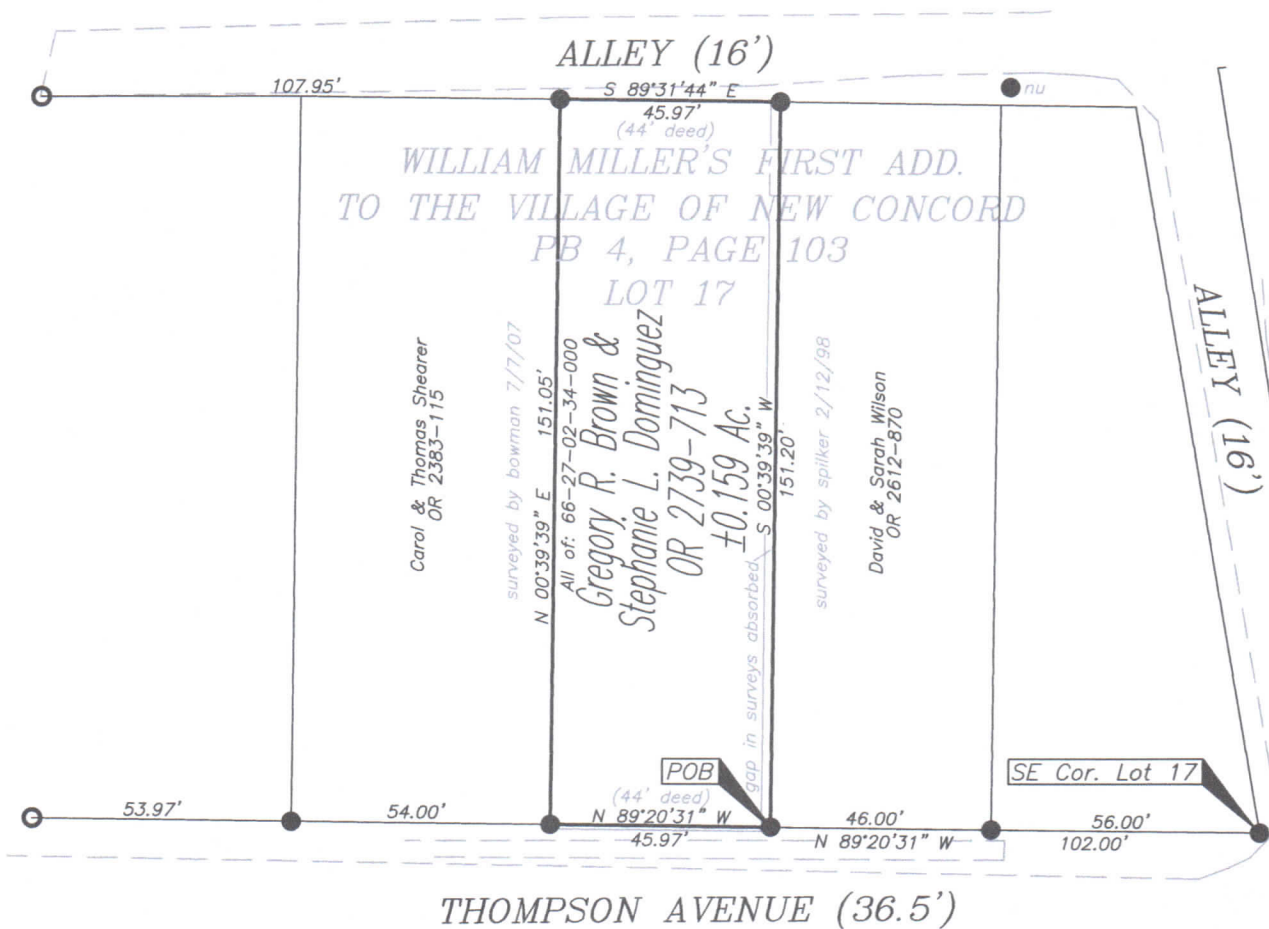 ALLEY (16')
107.95'
S 89°31'44" E
45.97'
(44' deed)
nu
WILLIAM MILLER'S FIRST ADD.
TO THE VILLAGE OF NEW CONCORD
PB 4, PAGE 103
LOT 17
ALLEY (16')
Carol & Thomas Shearer
OR 2383-115
surveyed by bowman 7/7/07
N 00°39'39" E 151.05'
All of: 66-27-02-34-000
Gregory R. Brown &
Stephanie L. Dominguez
OR 2739-713
±0.159 Ac.
gap in surveys absorbed
S 00°39'39" W
151.20'
surveyed by spilker 2/12/98
David & Sarah Wilson
OR 2612-870
POB
SE Cor. Lot 17
53.97'
54.00'
(44' deed)
N 89°20'31" W
45.97'
46.00'
N 89°20'31" W
56.00'
102.00'
THOMPSON AVENUE (36.5')